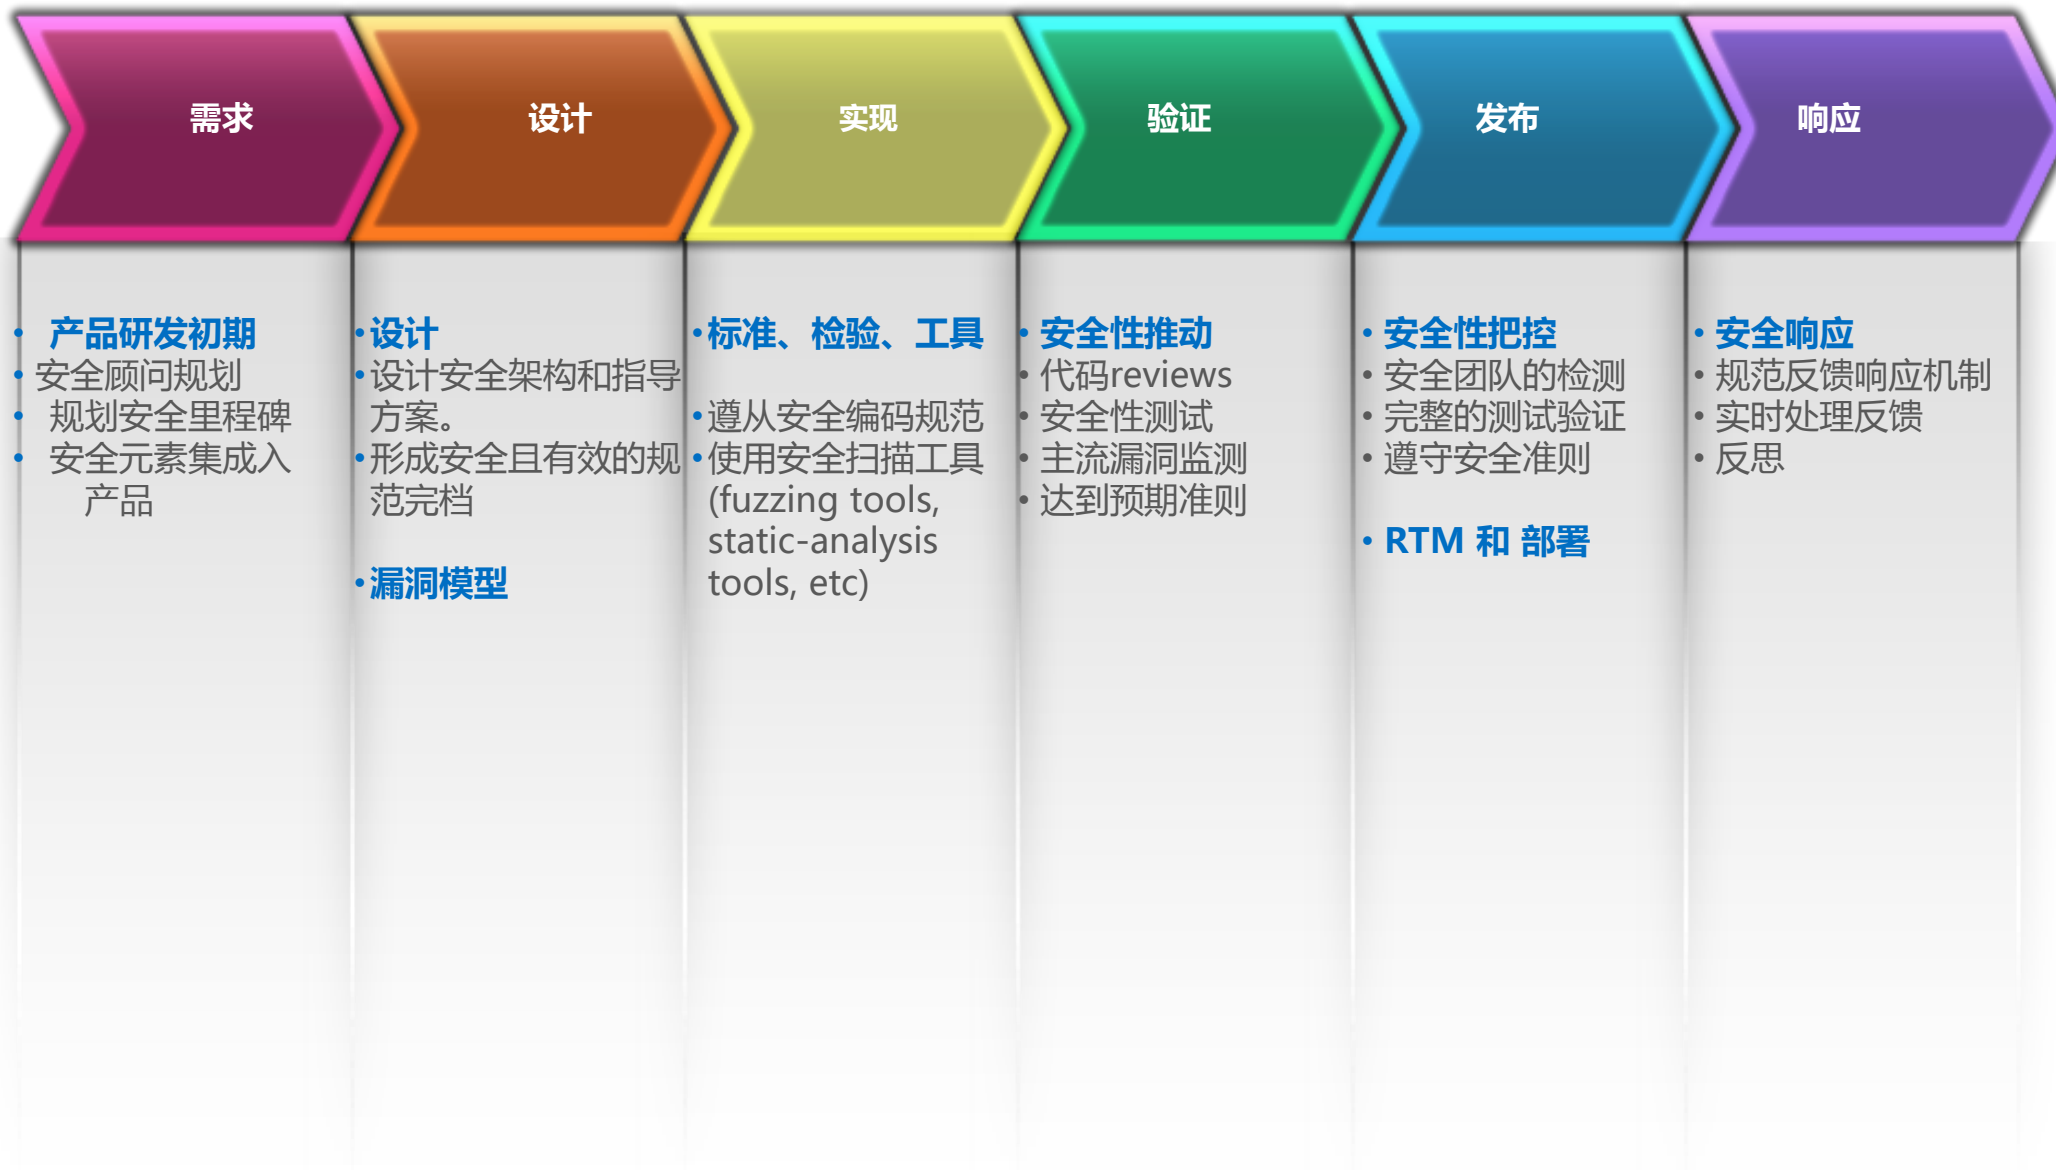 需求
设计
实现
验证
发布
响应
• 产品研发初期
• 安全顾问规划
• 规划安全里程碑
• 安全元素集成入
产品
•设计
•设计安全架构和指导
方案。
•形成安全且有效的规
范完档
•漏洞模型
•标准、检验、工具
•遵从安全编码规范
•使用安全扫描工具
(fuzzing tools,
static-analysis
tools, etc)
• 安全性推动
• 代码reviews
• 安全性测试
• 主流漏洞监测
• 达到预期准则
• 安全性把控
• 安全团队的检测
• 完整的测试验证
• 遵守安全准则
• RTM 和 部署
• 安全响应
• 规范反馈响应机制
• 实时处理反馈
• 反思